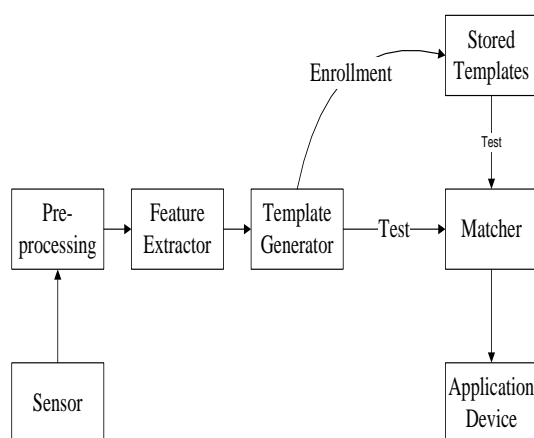 Stored
Templates
Enrollment
Test
Pre-
processing
Feature
Extractor
Template
Generator
Test
Matcher
Sensor
Application
Device